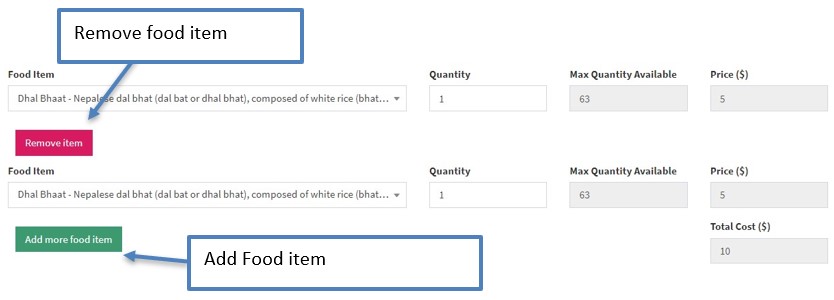 Remove food item
Food Item Quantity Max Quantity Available Price ($)
Dhal Bhaat - Nepalese dal bhat (dal bat or dhal bhat), composed of white rice (bhat... 1 63 5
Remove item
Food Item Quantity Max Quantity Available Price ($)
Dhal Bhaat - Nepalese dal bhat (dal bat or dhal bhat), composed of white rice (bhat... 1 63 5
Total Cost ($)
Add more food item 10
Add Food item